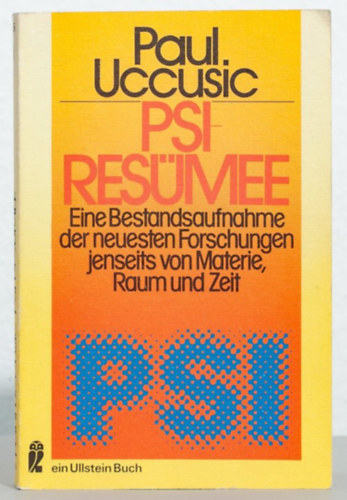 Paul
Uccusic
PSI-
RESÜMEE
Eine Bestandsaufnahme
der neuesten Forschungen
jenseits von Materie,
Raum und Zeit
PSI
ein Ullstein Buch